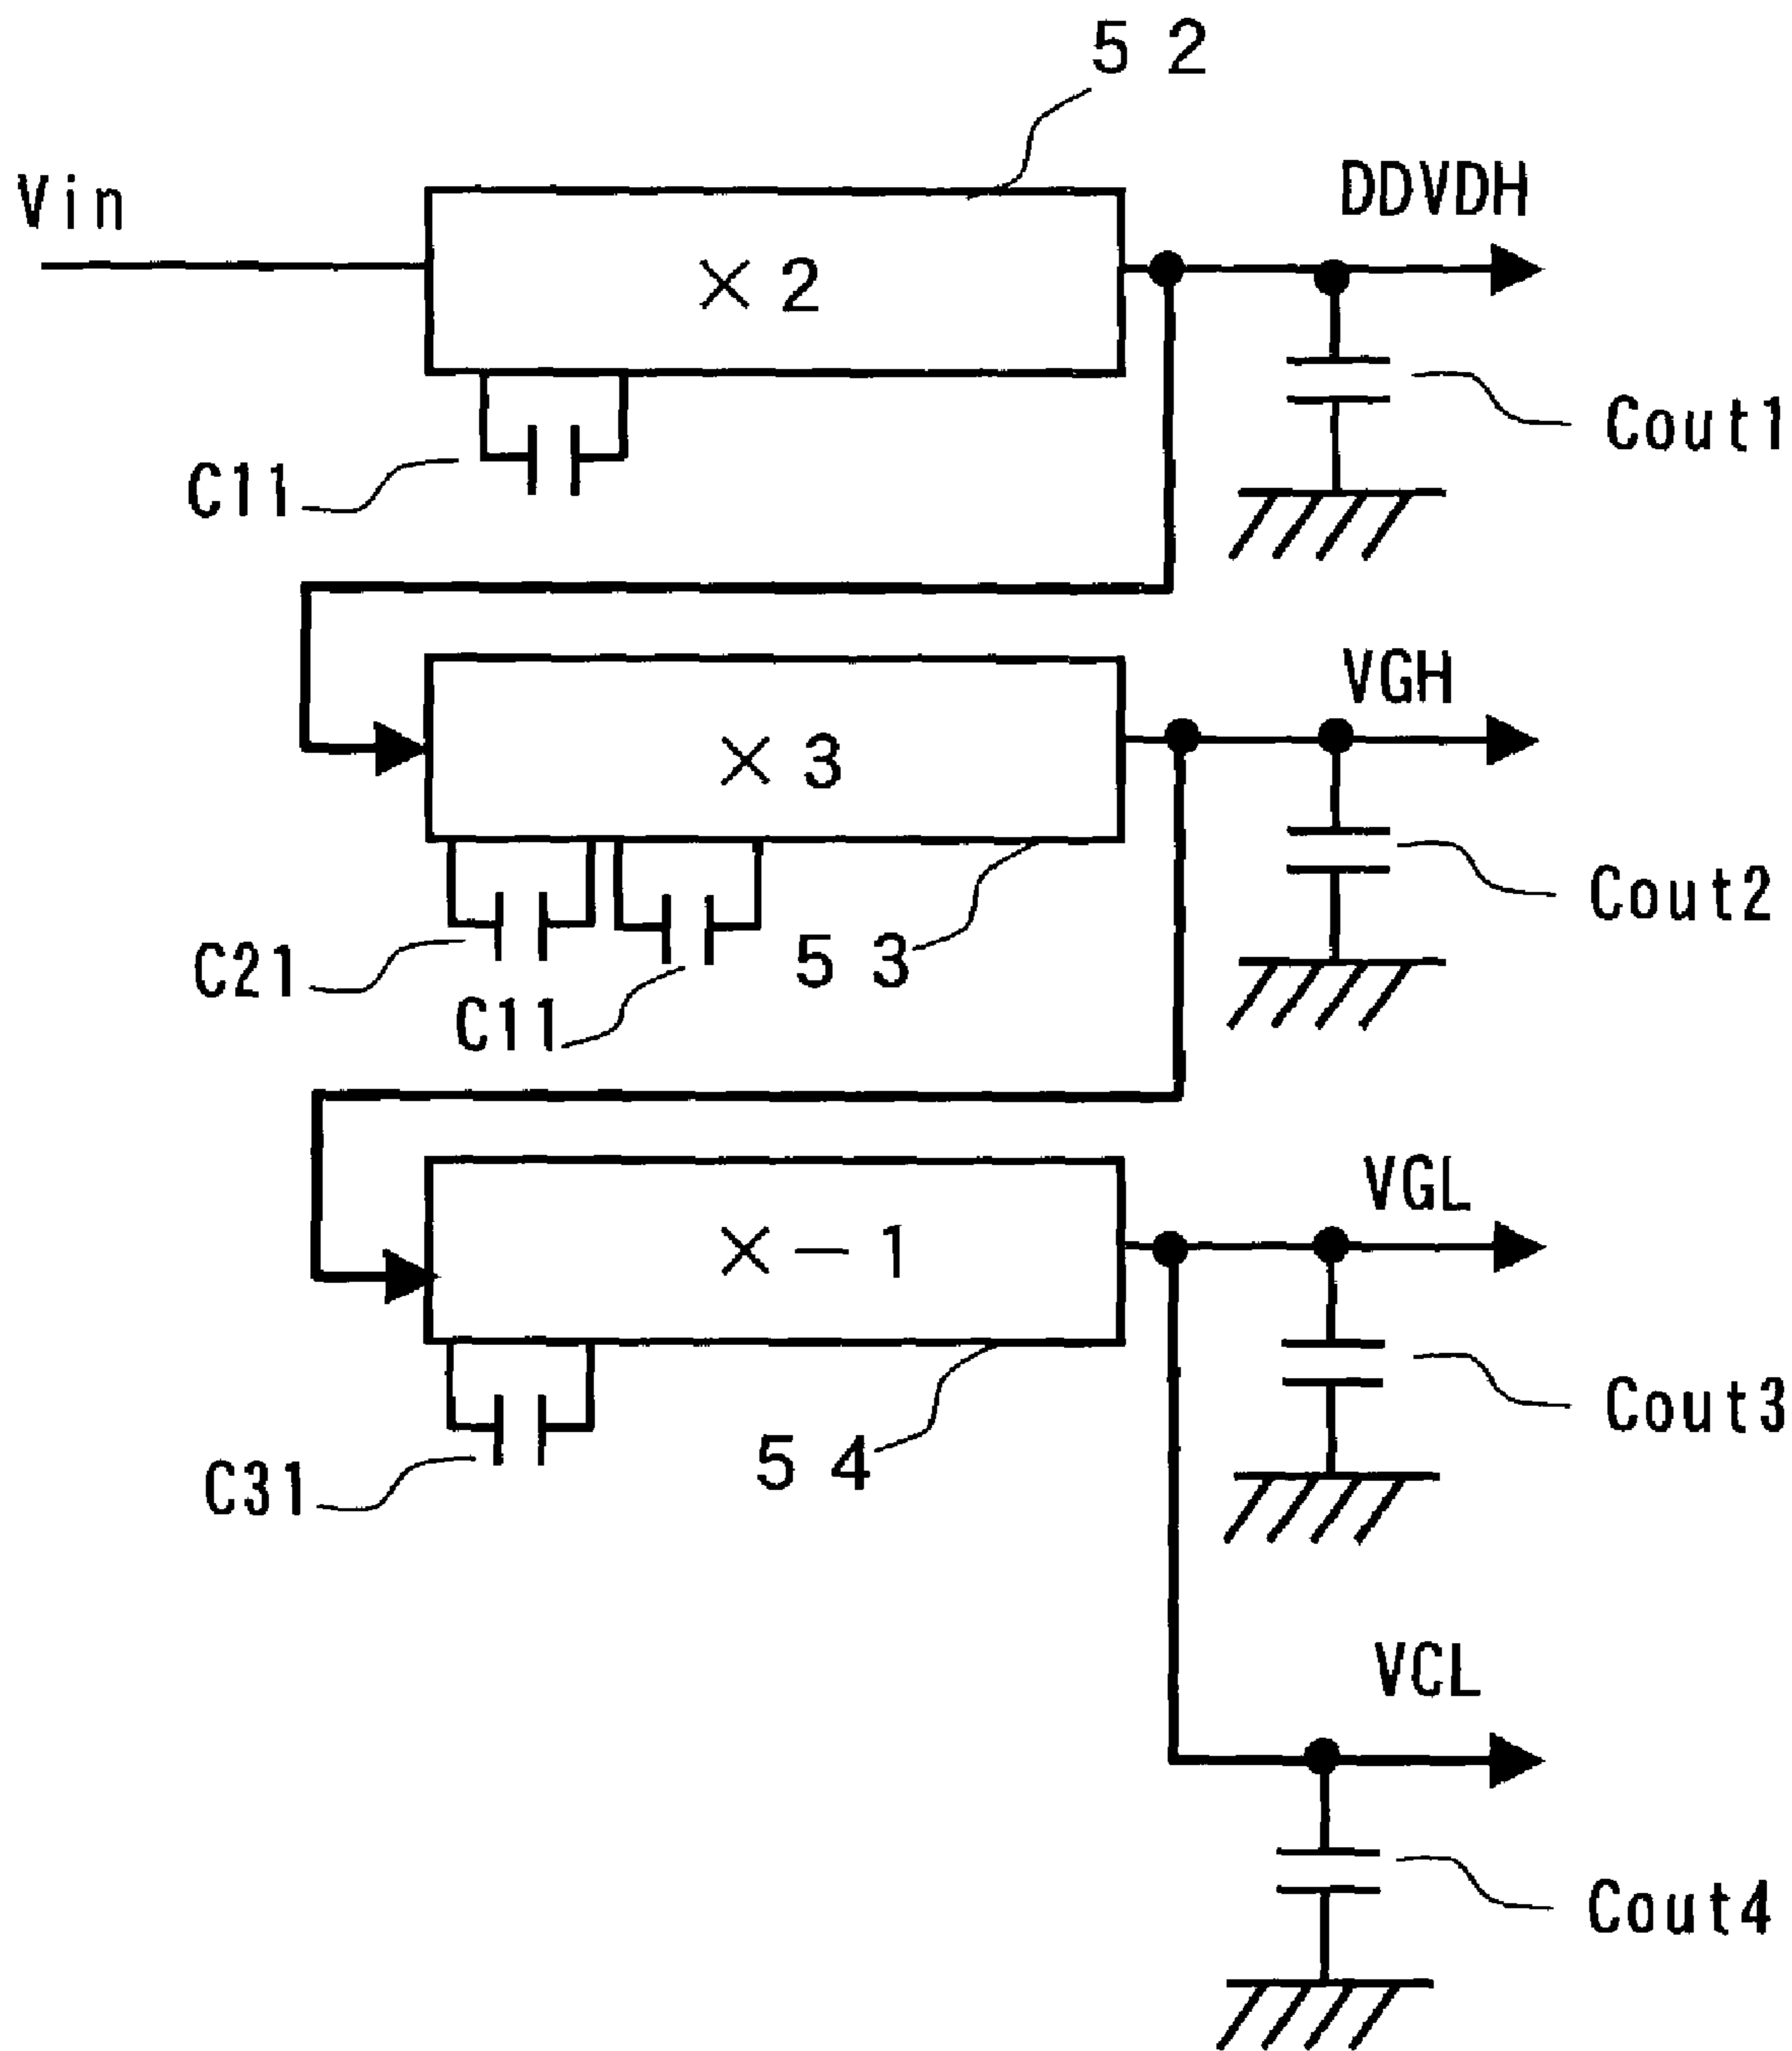 52
Vin
DDVDH
×2
Cout1
C11
VGH
×3
Cout2
C21
53
C11
VGL
×-1
Cout3
54
C31
VCL
Cout4